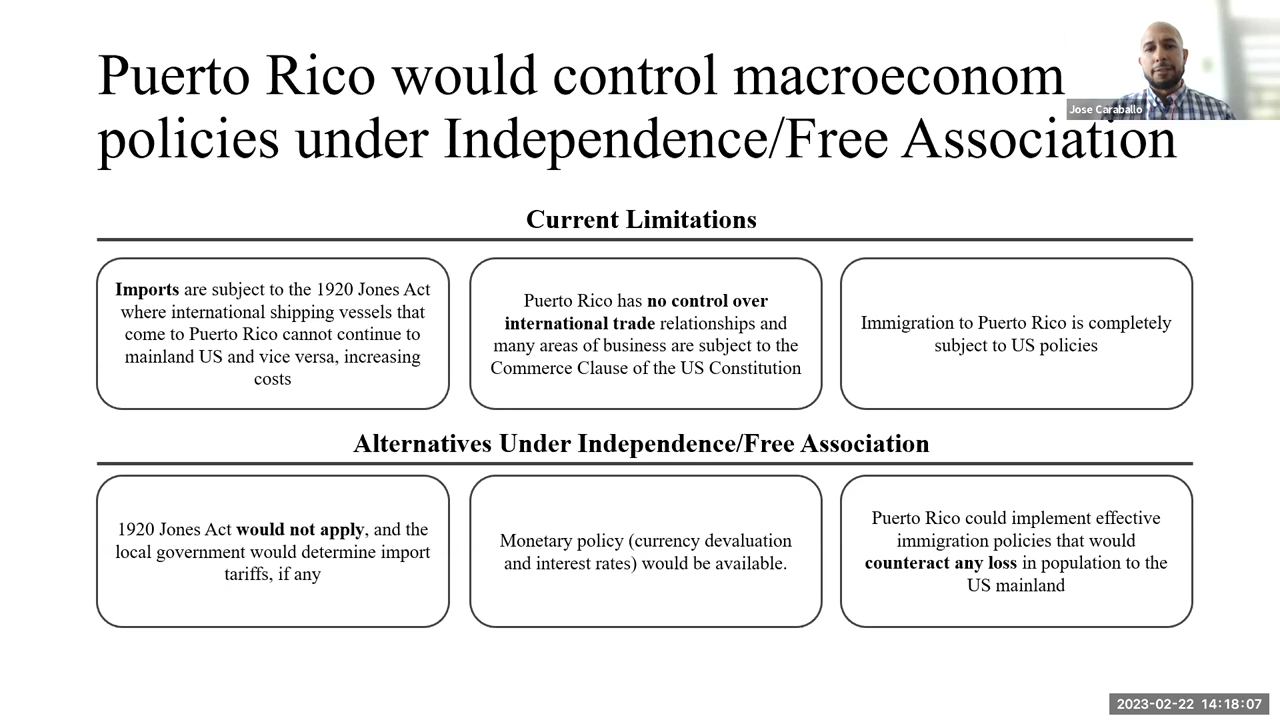 Puerto Rico would control macroeconom
Jose Caraballo
policies under Independence/Free Association
Current Limitations
Imports are subject to the 1920 Jones Act
where international shipping vessels that
come to Puerto Rico cannot continue to
mainland US and vice versa, increasing
costs
Puerto Rico has no control over
international trade relationships and
many areas of business are subject to the
Commerce Clause of the US Constitution
Immigration to Puerto Rico is completely
subject to US policies
Alternatives Under Independence/Free Association
1920 Jones Act would not apply, and the
local government would determine import
tariffs, if any
Monetary policy (currency devaluation
and interest rates) would be available.
Puerto Rico could implement effective
immigration policies that would
counteract any loss in population to the
US mainland
2023-02-22 14:18:07